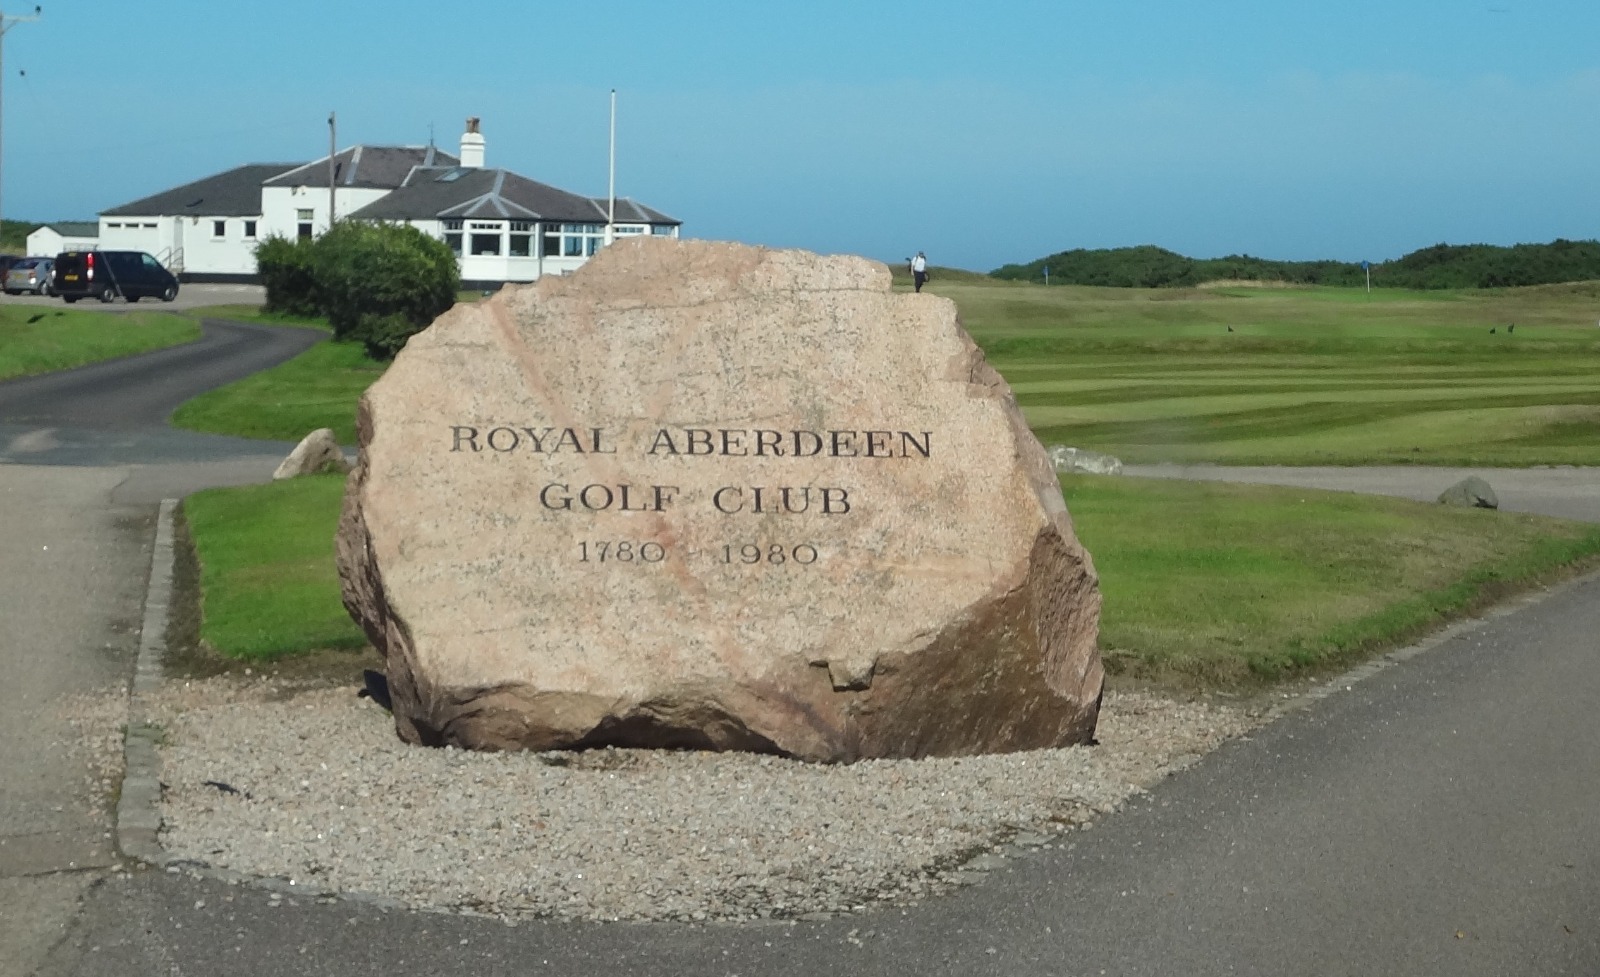 ROYAL ABERDEEN
GOLF CLUB
1780 - 1980